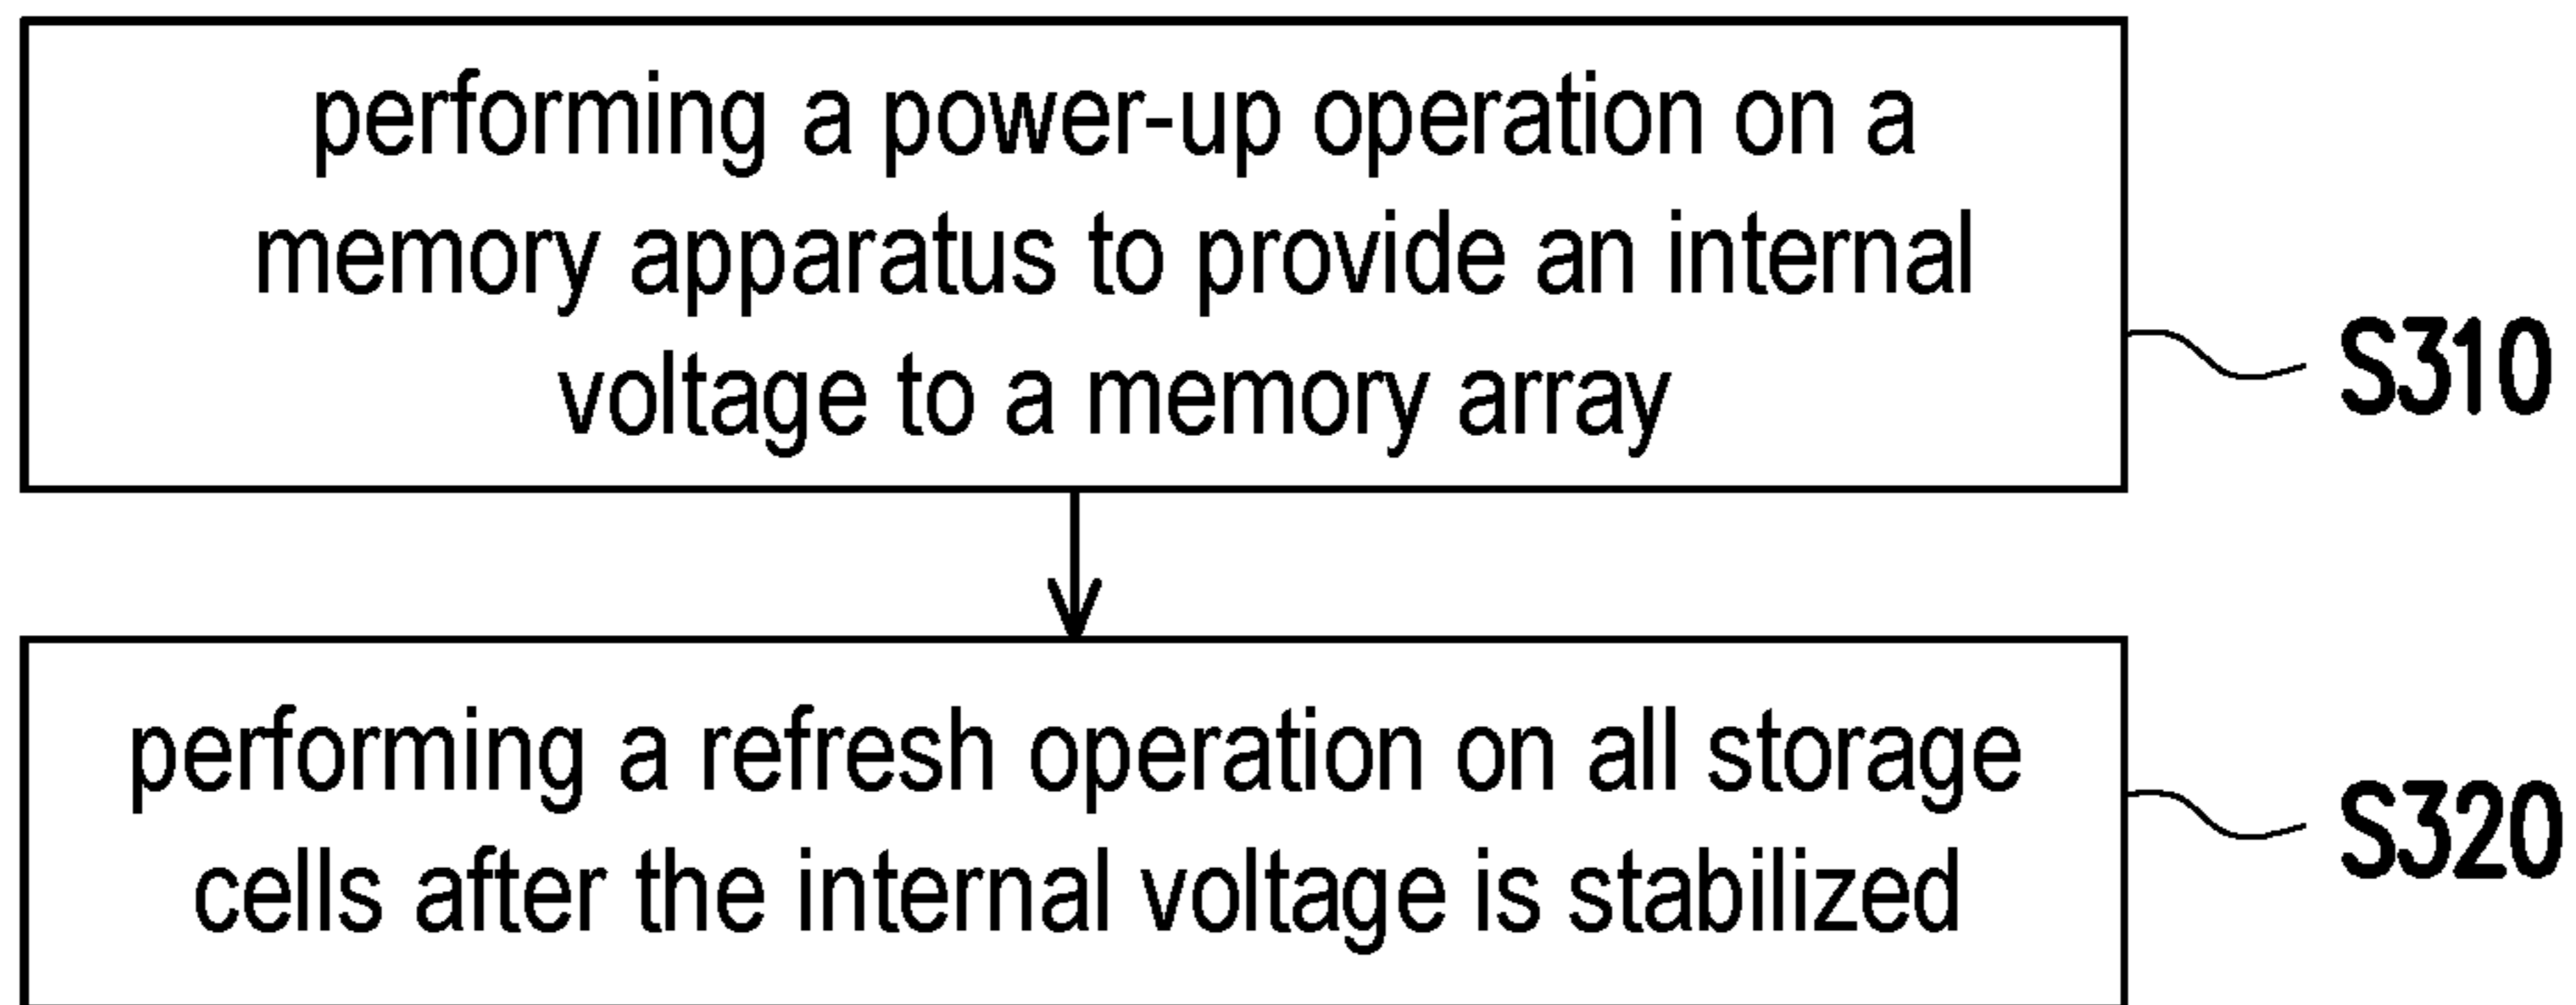 performing a power-up operation on a
memory apparatus to provide an internal
voltage to a memory array
S310
performing a refresh operation on all storage
cells after the internal voltage is stabilized
S320